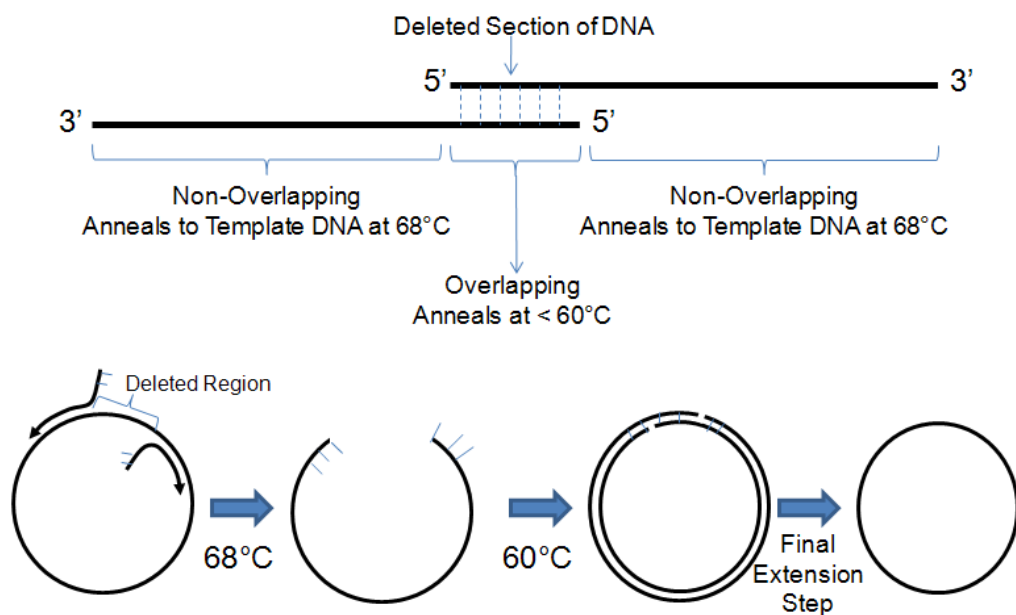 Deleted Section of DNA
5’ 3’
3’ 5’
Non-Overlapping
Anneals to Template DNA at 68°C
Non-Overlapping
Anneals to Template DNA at 68°C
Overlapping
Anneals at < 60°C
Deleted Region
68°C
60°C
Final
Extension
Step